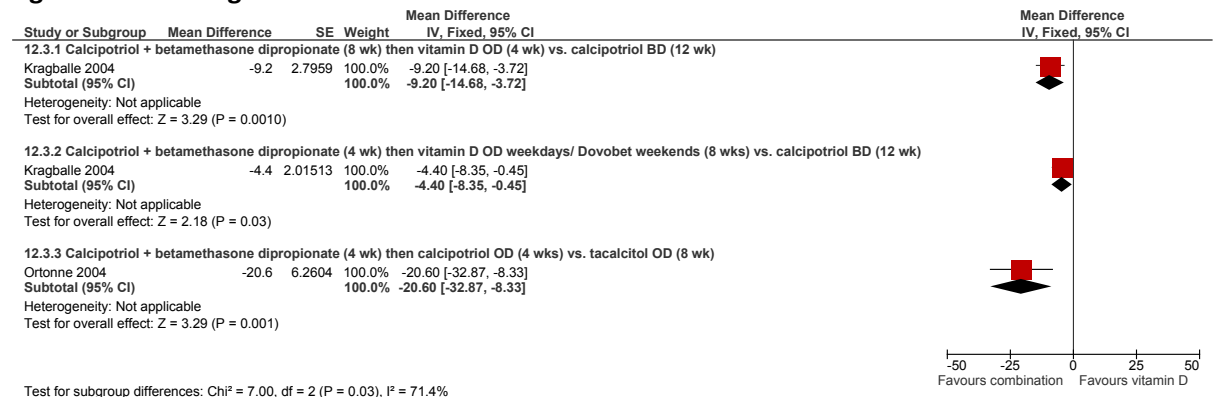 Mean Difference Mean Difference
Study or Subgroup Mean Difference SE Weight IV, Fixed, 95% CI IV, Fixed, 95% CI
12.3.1 Calcipotriol + betamethasone dipropionate (8 wk) then vitamin D OD (4 wk) vs. calcipotriol BD (12 wk)
Kragballe 2004 -9.2 2.7959 100.0% -9.20 [-14.68, -3.72]
Subtotal (95% CI) 100.0% -9.20 [-14.68, -3.72]
Heterogeneity: Not applicable
Test for overall effect: Z = 3.29 (P = 0.0010)
12.3.2 Calcipotriol + betamethasone dipropionate (4 wk) then vitamin D OD weekdays/ Dovobet weekends (8 wks) vs. calcipotriol BD (12 wk)
Kragballe 2004 -4.4 2.01513 100.0% -4.40 [-8.35, -0.45]
Subtotal (95% CI) 100.0% -4.40 [-8.35, -0.45]
Heterogeneity: Not applicable
Test for overall effect: Z = 2.18 (P = 0.03)
12.3.3 Calcipotriol + betamethasone dipropionate (4 wk) then calcipotriol OD (4 wks) vs. tacalcitol OD (8 wk)
Ortonne 2004 -20.6 6.2604 100.0% -20.60 [-32.87, -8.33]
Subtotal (95% CI) 100.0% -20.60 [-32.87, -8.33]
Heterogeneity: Not applicable
Test for overall effect: Z = 3.29 (P = 0.001)
-50 -25 0 25 50
Favours combination Favours vitamin D
Test for subgroup differences: Chi² = 7.00, df = 2 (P = 0.03), I² = 71.4%